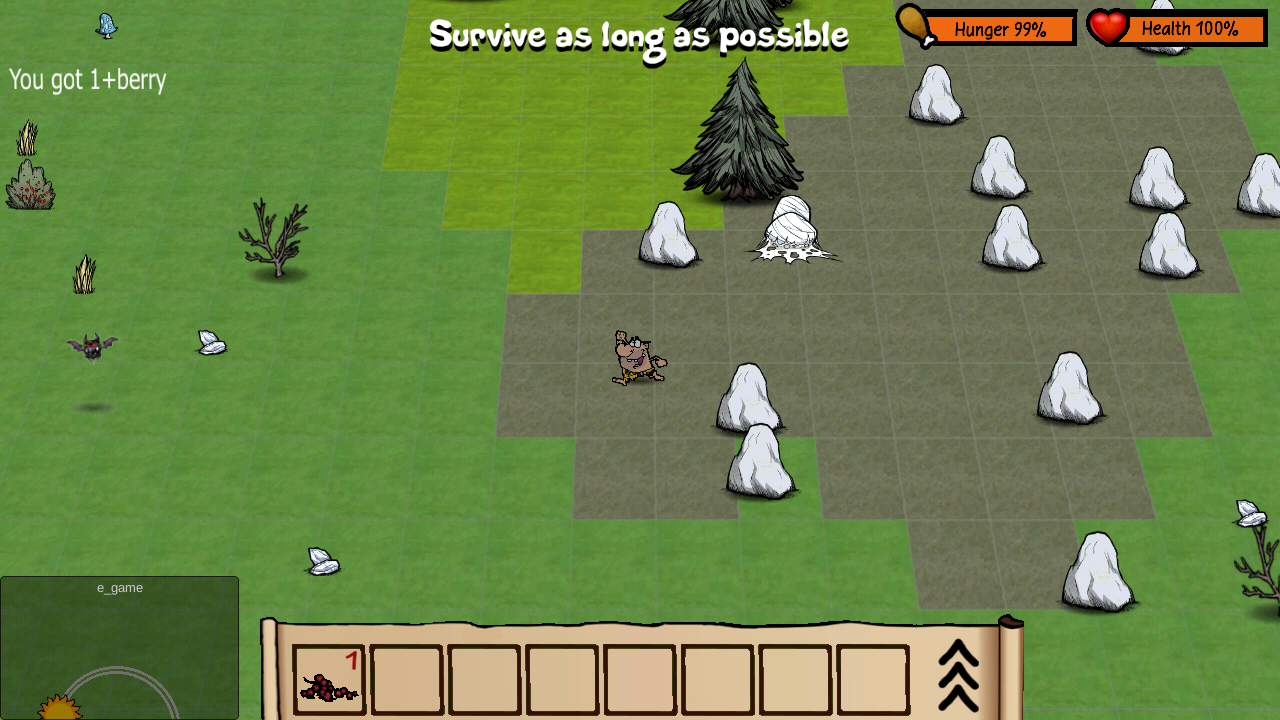 Survive as long as possible
Hunger 99%
Health 100%
You got 1+berry
e_game
1